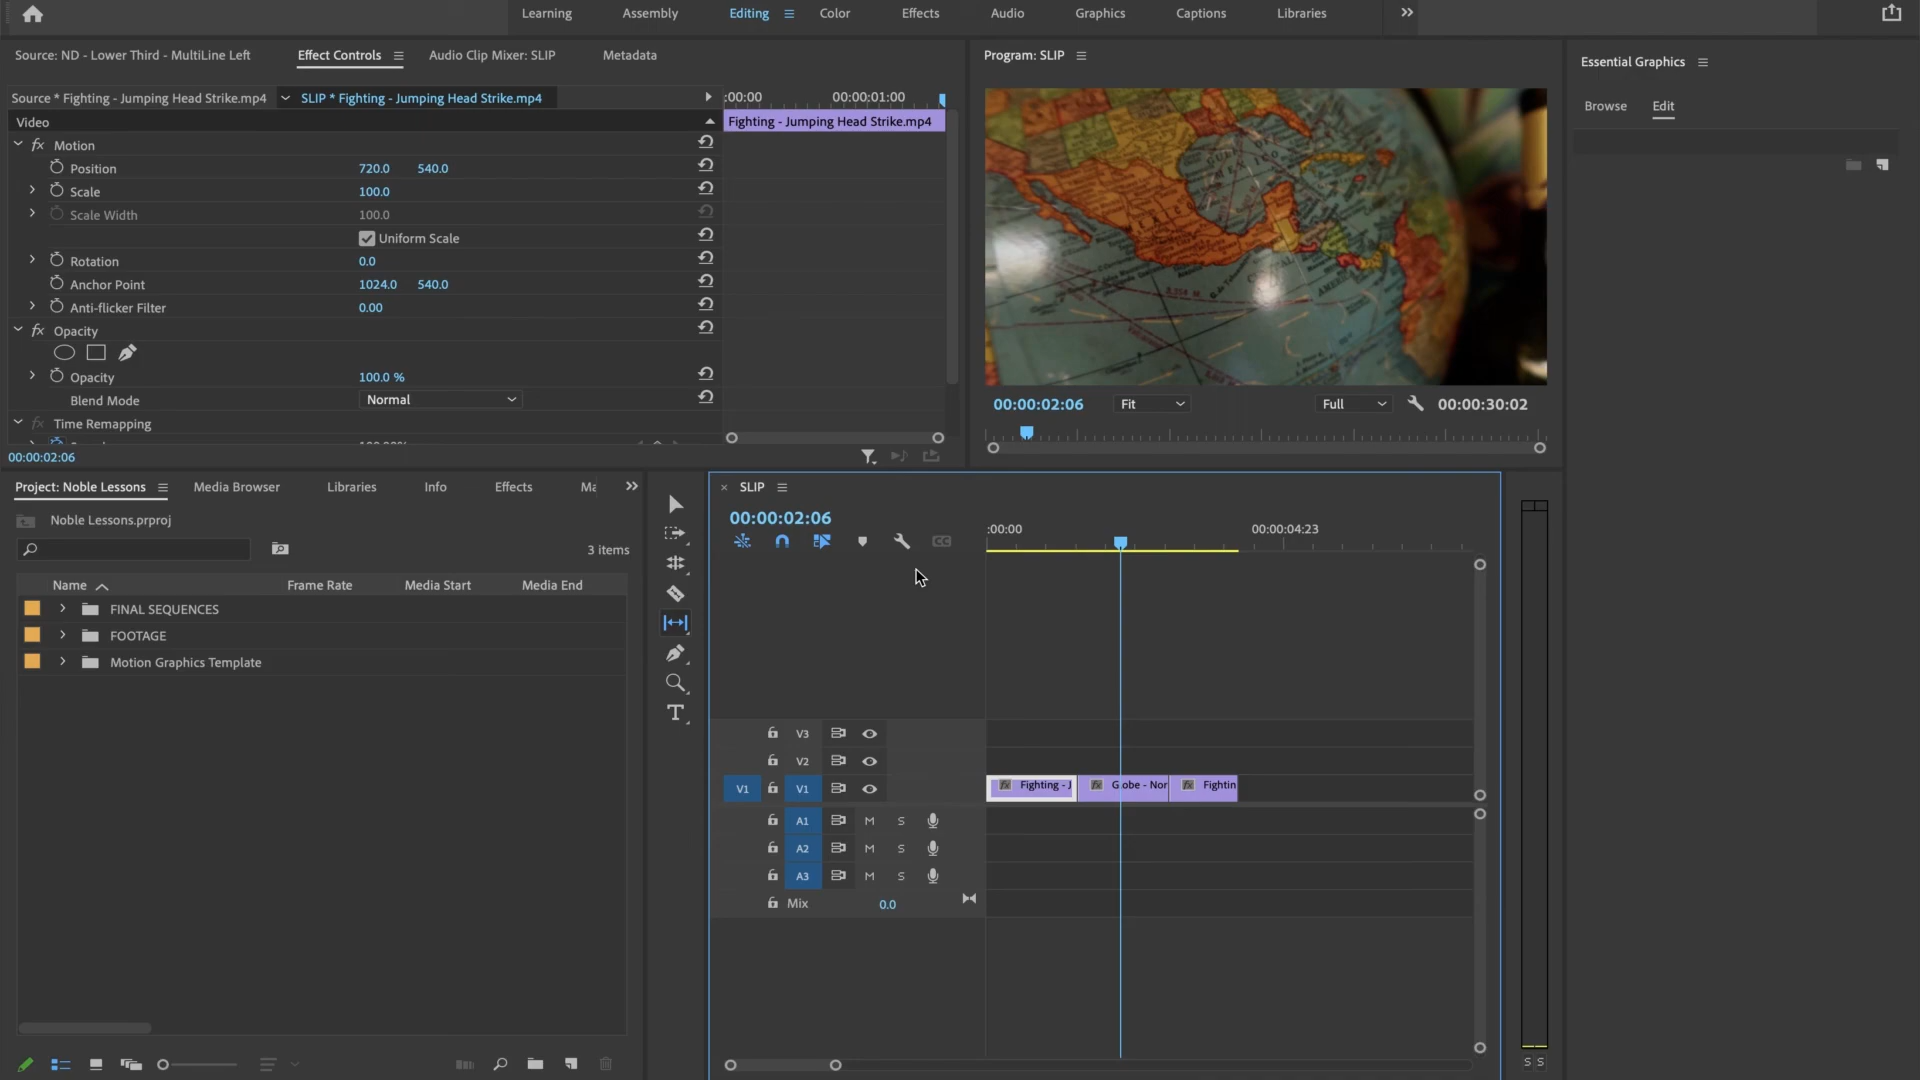 Learning
Assembly
Editing
Color
Effects
Audio
Graphics
Captions
Libraries
Source: ND - Lower Third - MultiLine Left
Effect Controls
Audio Clip Mixer: SLIP
Metadata
Program: SLIP
Essential Graphics
Source * Fighting - Jumping Head Strike.mp4
SLIP * Fighting - Jumping Head Strike.mp4
:00:00
00:00:01:00
Browse
Edit
Video
Fighting - Jumping Head Strike.mp4
Motion
Position 720.0 540.0
Scale 100.0
Scale Width 100.0
Uniform Scale
Rotation 0.0
Anchor Point 1024.0 540.0
Anti-flicker Filter 0.00
Opacity
Opacity 100.0 %
Blend Mode Normal
Time Remapping
00:00:02:06
00:00:02:06
Fit
Full
00:00:30:02
Project: Noble Lessons
Media Browser
Libraries
Info
Effects
Ma
SLIP
Noble Lessons.prproj
3 items
00:00:02:06
:00:00
00:00:04:23
Name
Frame Rate
Media Start
Media End
FINAL SEQUENCES
FOOTAGE
Motion Graphics Template
V3
V2
V1 V1
Fighting - J
Globe - Nor
Fightin
A1 M S
A2 M S
A3 M S
Mix 0.0
S S